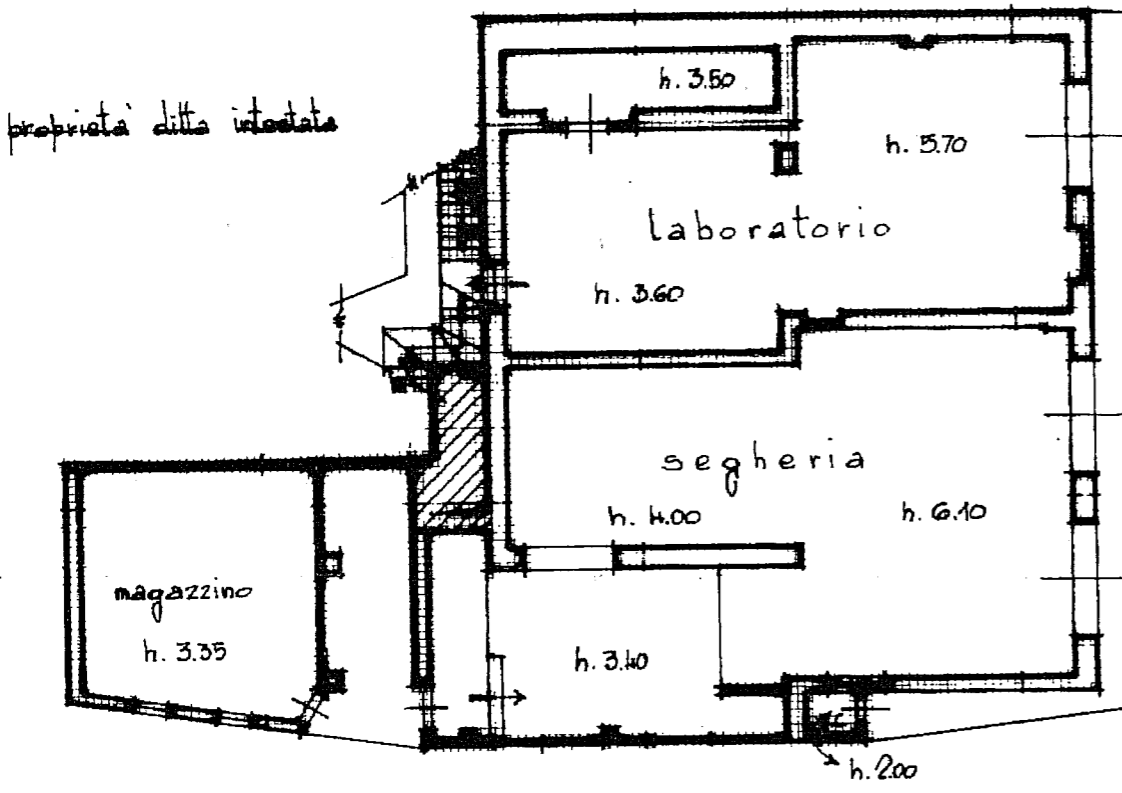 h. 3.50
proprietà ditta intestata
h. 5.70
laboratorio
h. 3.60
segheria
h. 4.00
h. 6.10
magazzino
h. 3.35
h. 3.40
h. 2.00